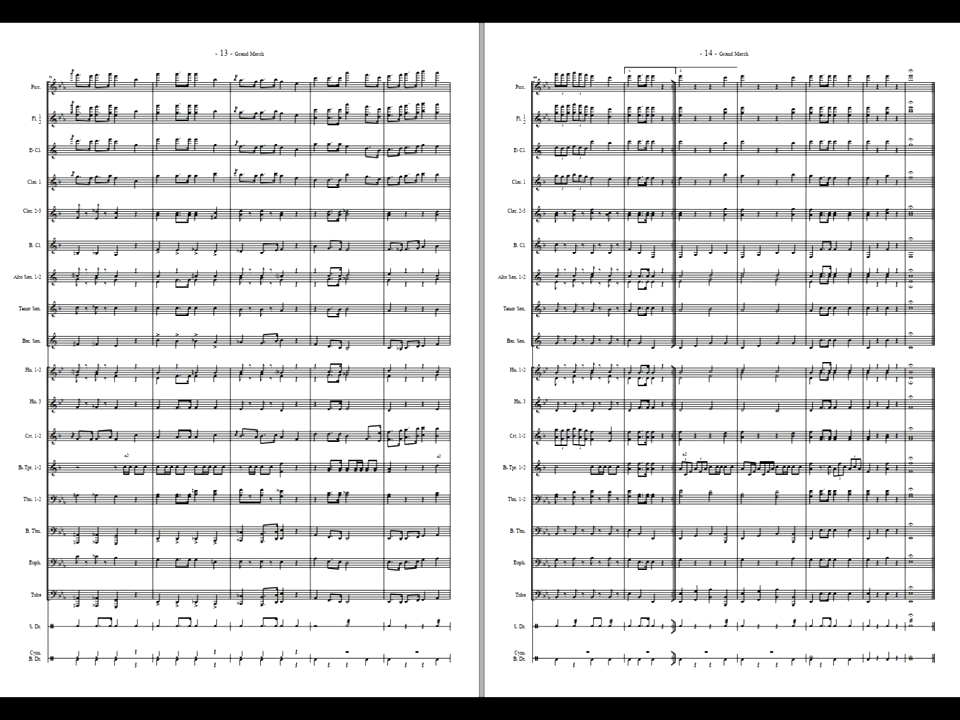 - 13 - Grand March
Picc.
Fl. 1 2
E♭ Cl.
Clar. 1
Clar. 2-3
B. Cl.
Alto Sax. 1-2
Tenor Sax.
Bar. Sax.
Hn. 1-2
Hn. 3
Crt. 1-2
a2
a2
B♭ Tpt. 1-2
Tbn. 1-2
B. Tbn.
Euph.
Tuba
S. Dr.
Cym.
B. Dr.
- 14 - Grand March
Picc.
Fl. 1 2
E♭ Cl.
Clar. 1
Clar. 2-3
B. Cl.
Alto Sax. 1-2
Tenor Sax.
Bar. Sax.
Hn. 1-2
Hn. 3
Crt. 1-2
a2
B♭ Tpt. 1-2
Tbn. 1-2
B. Tbn.
Euph.
Tuba
S. Dr.
Cym.
B. Dr.